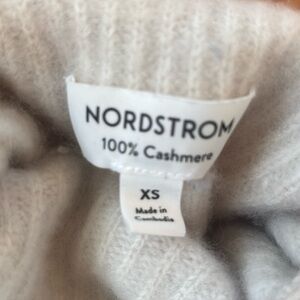 NORDSTROM
100% Cashmere
XS
Made in
Cambodia